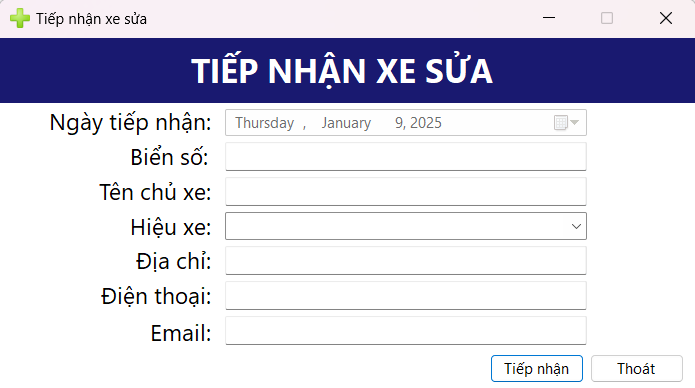 Tiếp nhận xe sửa
TIẾP NHẬN XE SỬA
Ngày tiếp nhận: Thursday , January 9, 2025
Biển số:
Tên chủ xe:
Hiệu xe:
Địa chỉ:
Điện thoại:
Email:
Tiếp nhận Thoát